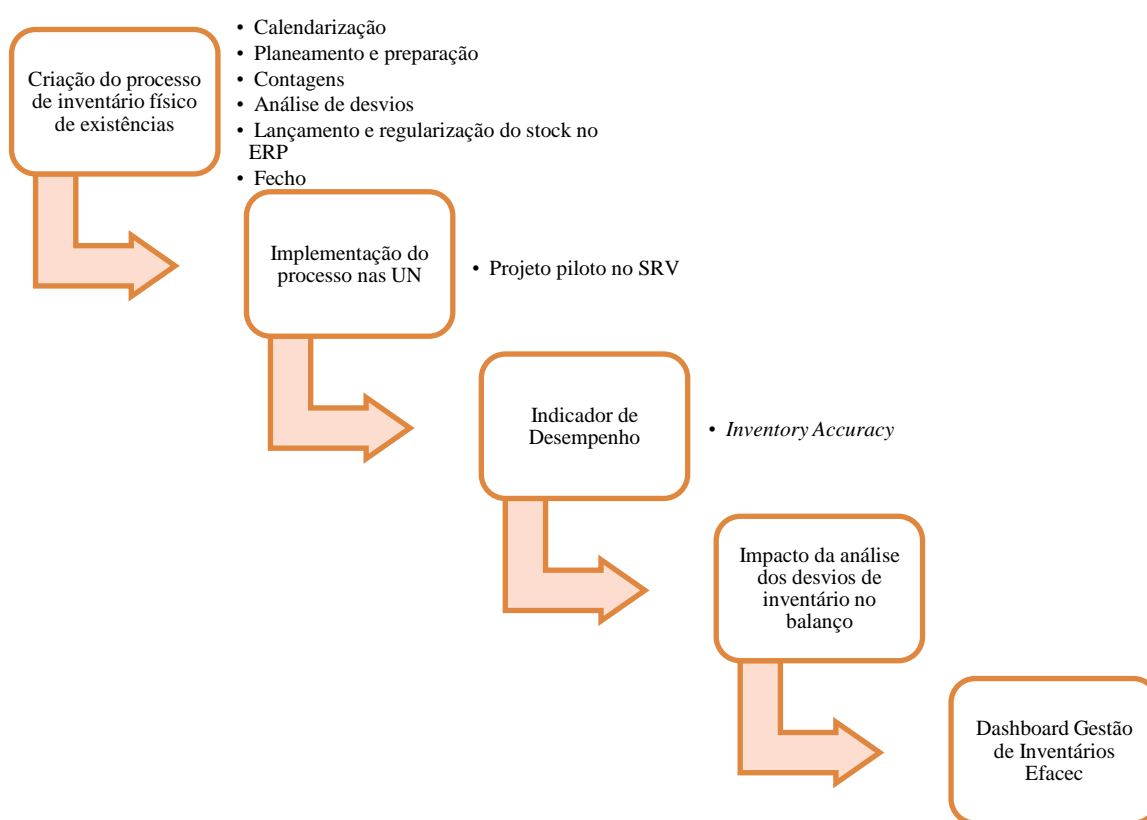 Criação do processo
de inventário físico
de existências
• Calendarização
• Planeamento e preparação
• Contagens
• Análise de desvios
• Lançamento e regularização do stock no
ERP
• Fecho
Implementação do
processo nas UN
• Projeto piloto no SRV
Indicador de
Desempenho
• Inventory Accuracy
Impacto da análise
dos desvios de
inventário no
balanço
Dashboard Gestão
de Inventários
Efacec